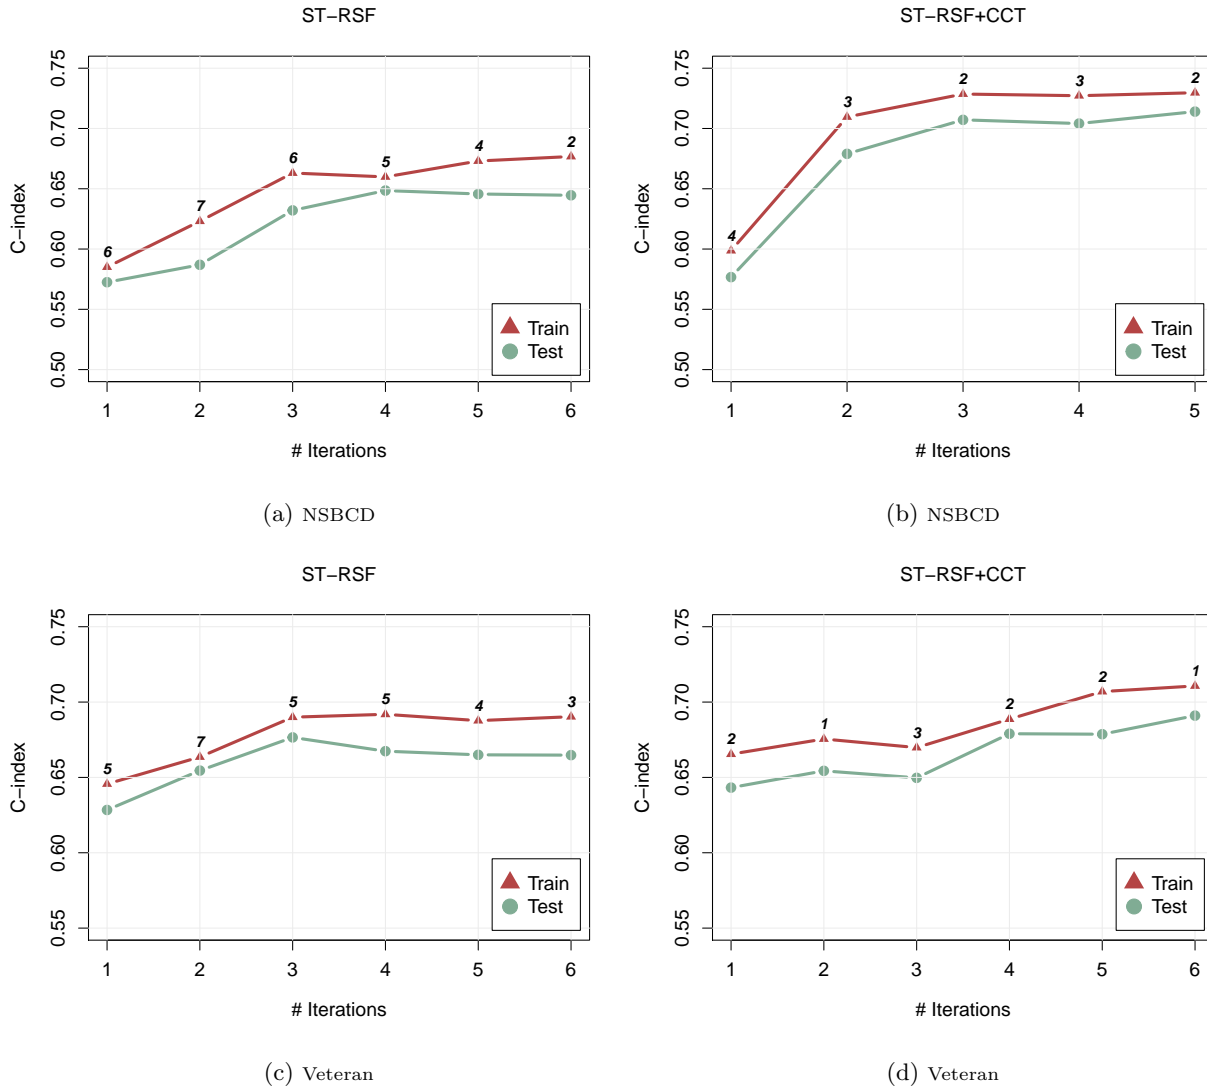 ST−RSF
ST−RSF+CCT
C−index
0.50 0.55 0.60 0.65 0.70 0.75
6 7 6 5 4 2
Train
Test
1 2 3 4 5 6
# Iterations
(a) NSBCD
C−index
0.50 0.55 0.60 0.65 0.70 0.75
4 3 2 3 2
Train
Test
1 2 3 4 5
# Iterations
(b) NSBCD
ST−RSF
ST−RSF+CCT
C−index
0.55 0.60 0.65 0.70 0.75
5 7 5 5 4 3
Train
Test
1 2 3 4 5 6
# Iterations
(c) Veteran
C−index
0.55 0.60 0.65 0.70 0.75
2 1 3 2 2 1
Train
Test
1 2 3 4 5 6
# Iterations
(d) Veteran